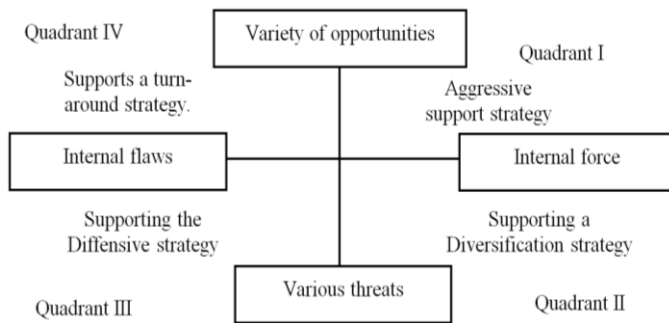 Quadrant IV
Variety of opportunities
Quadrant I
Supports a turn-
around strategy.
Aggressive
support strategy
Internal flaws
Internal force
Supporting the
Diffensive strategy
Supporting a
Diversification strategy
Various threats
Quadrant III
Quadrant II